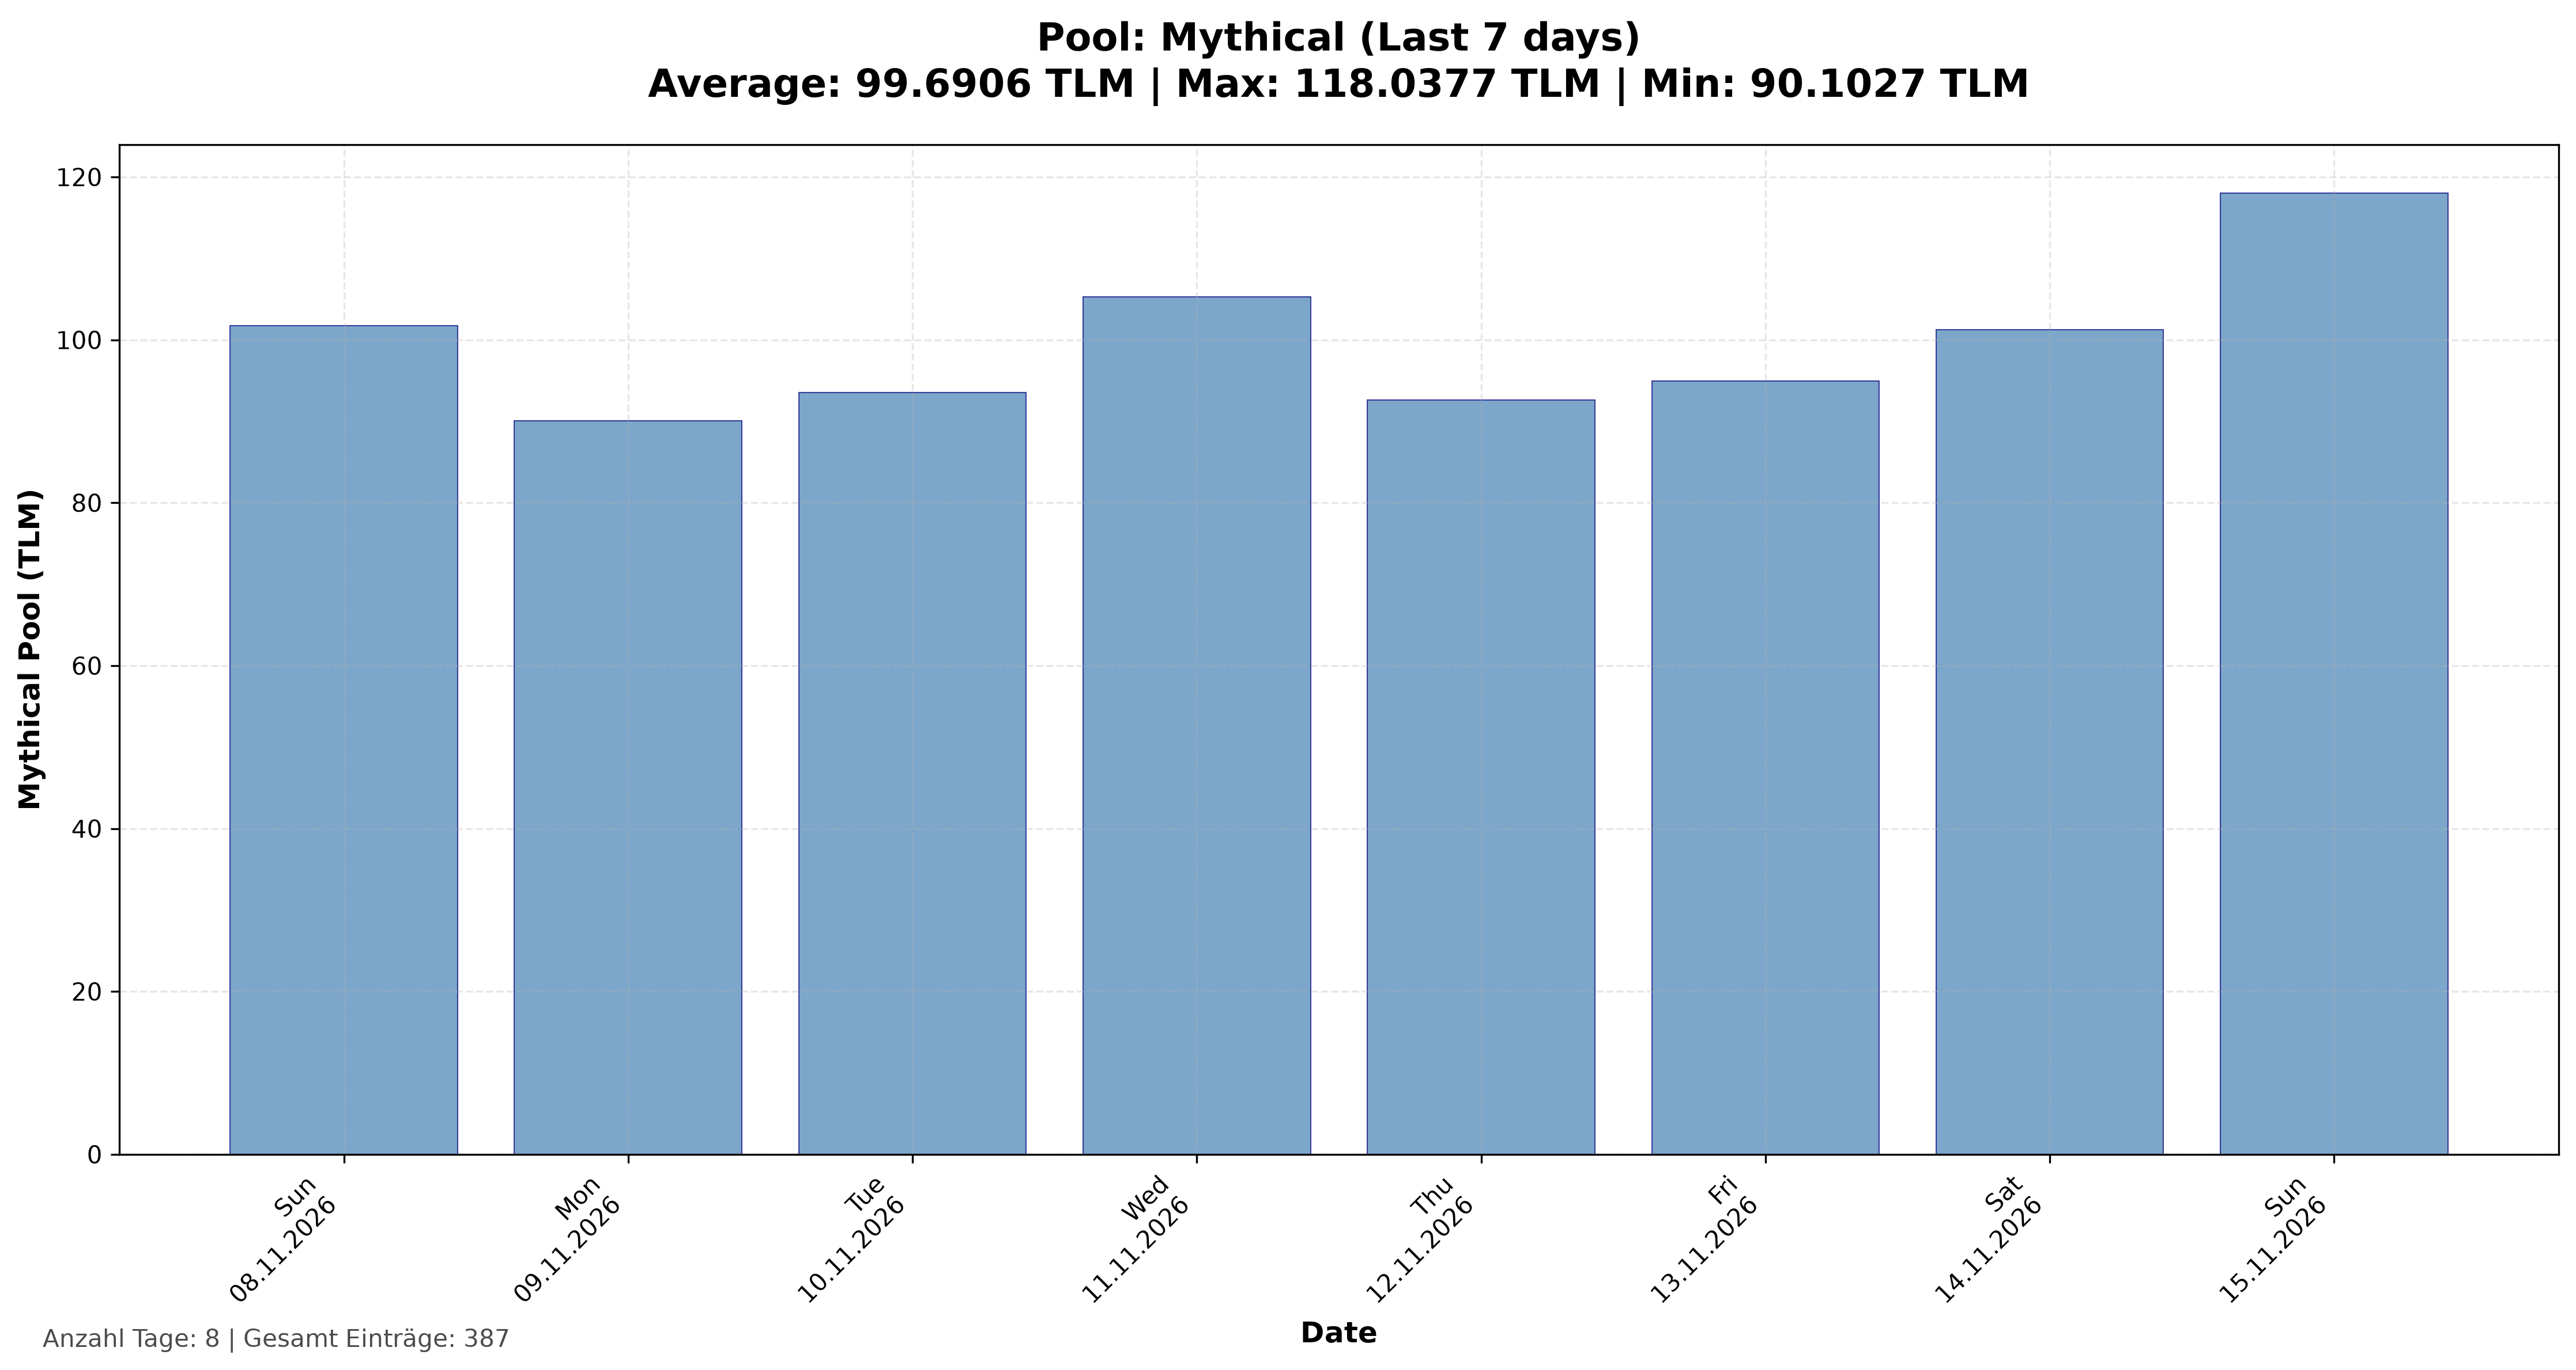 Pool: Mythical (Last 7 days)
Average: 99.6906 TLM | Max: 118.0377 TLM | Min: 90.1027 TLM
Mythical Pool (TLM)
120
100
80
60
40
20
0
Sun
08.11.2026
Mon
09.11.2026
Tue
10.11.2026
Wed
11.11.2026
Thu
12.11.2026
Fri
13.11.2026
Sat
14.11.2026
Sun
15.11.2026
Date
Anzahl Tage: 8 | Gesamt Einträge: 387